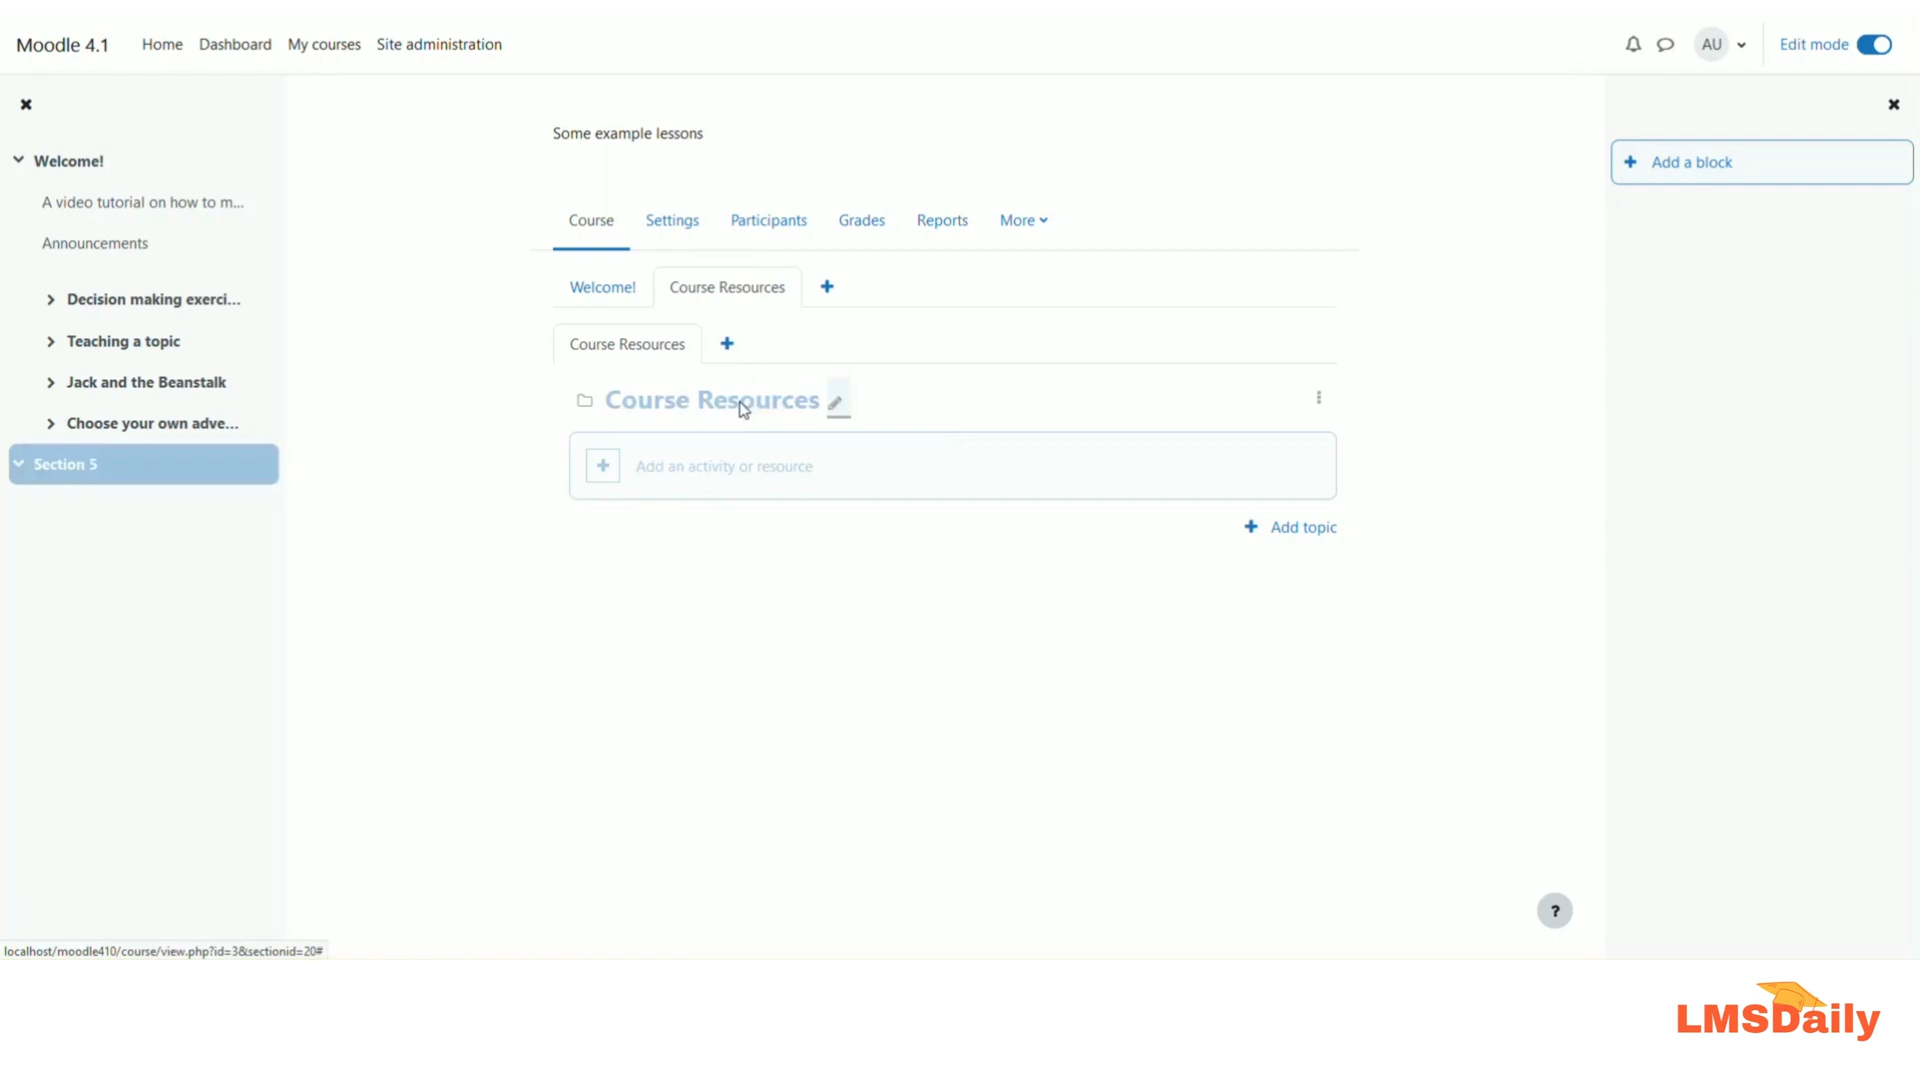 Moodle 4.1 Home Dashboard My courses Site administration AU Edit mode
Some example lessons
Welcome!
A video tutorial on how to m...
Announcements
Decision making exerci...
Teaching a topic
Jack and the Beanstalk
Choose your own adve...
Section 5
Course Settings Participants Grades Reports More
Welcome! Course Resources +
Course Resources +
Course Resources
+ Add an activity or resource
+ Add topic
+ Add a block
?
localhost/moodle410/course/view.php?id=3&sectionid=20#
LMSDaily